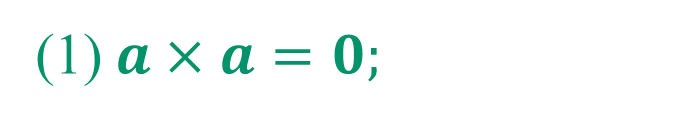 (1) a × a = 0;